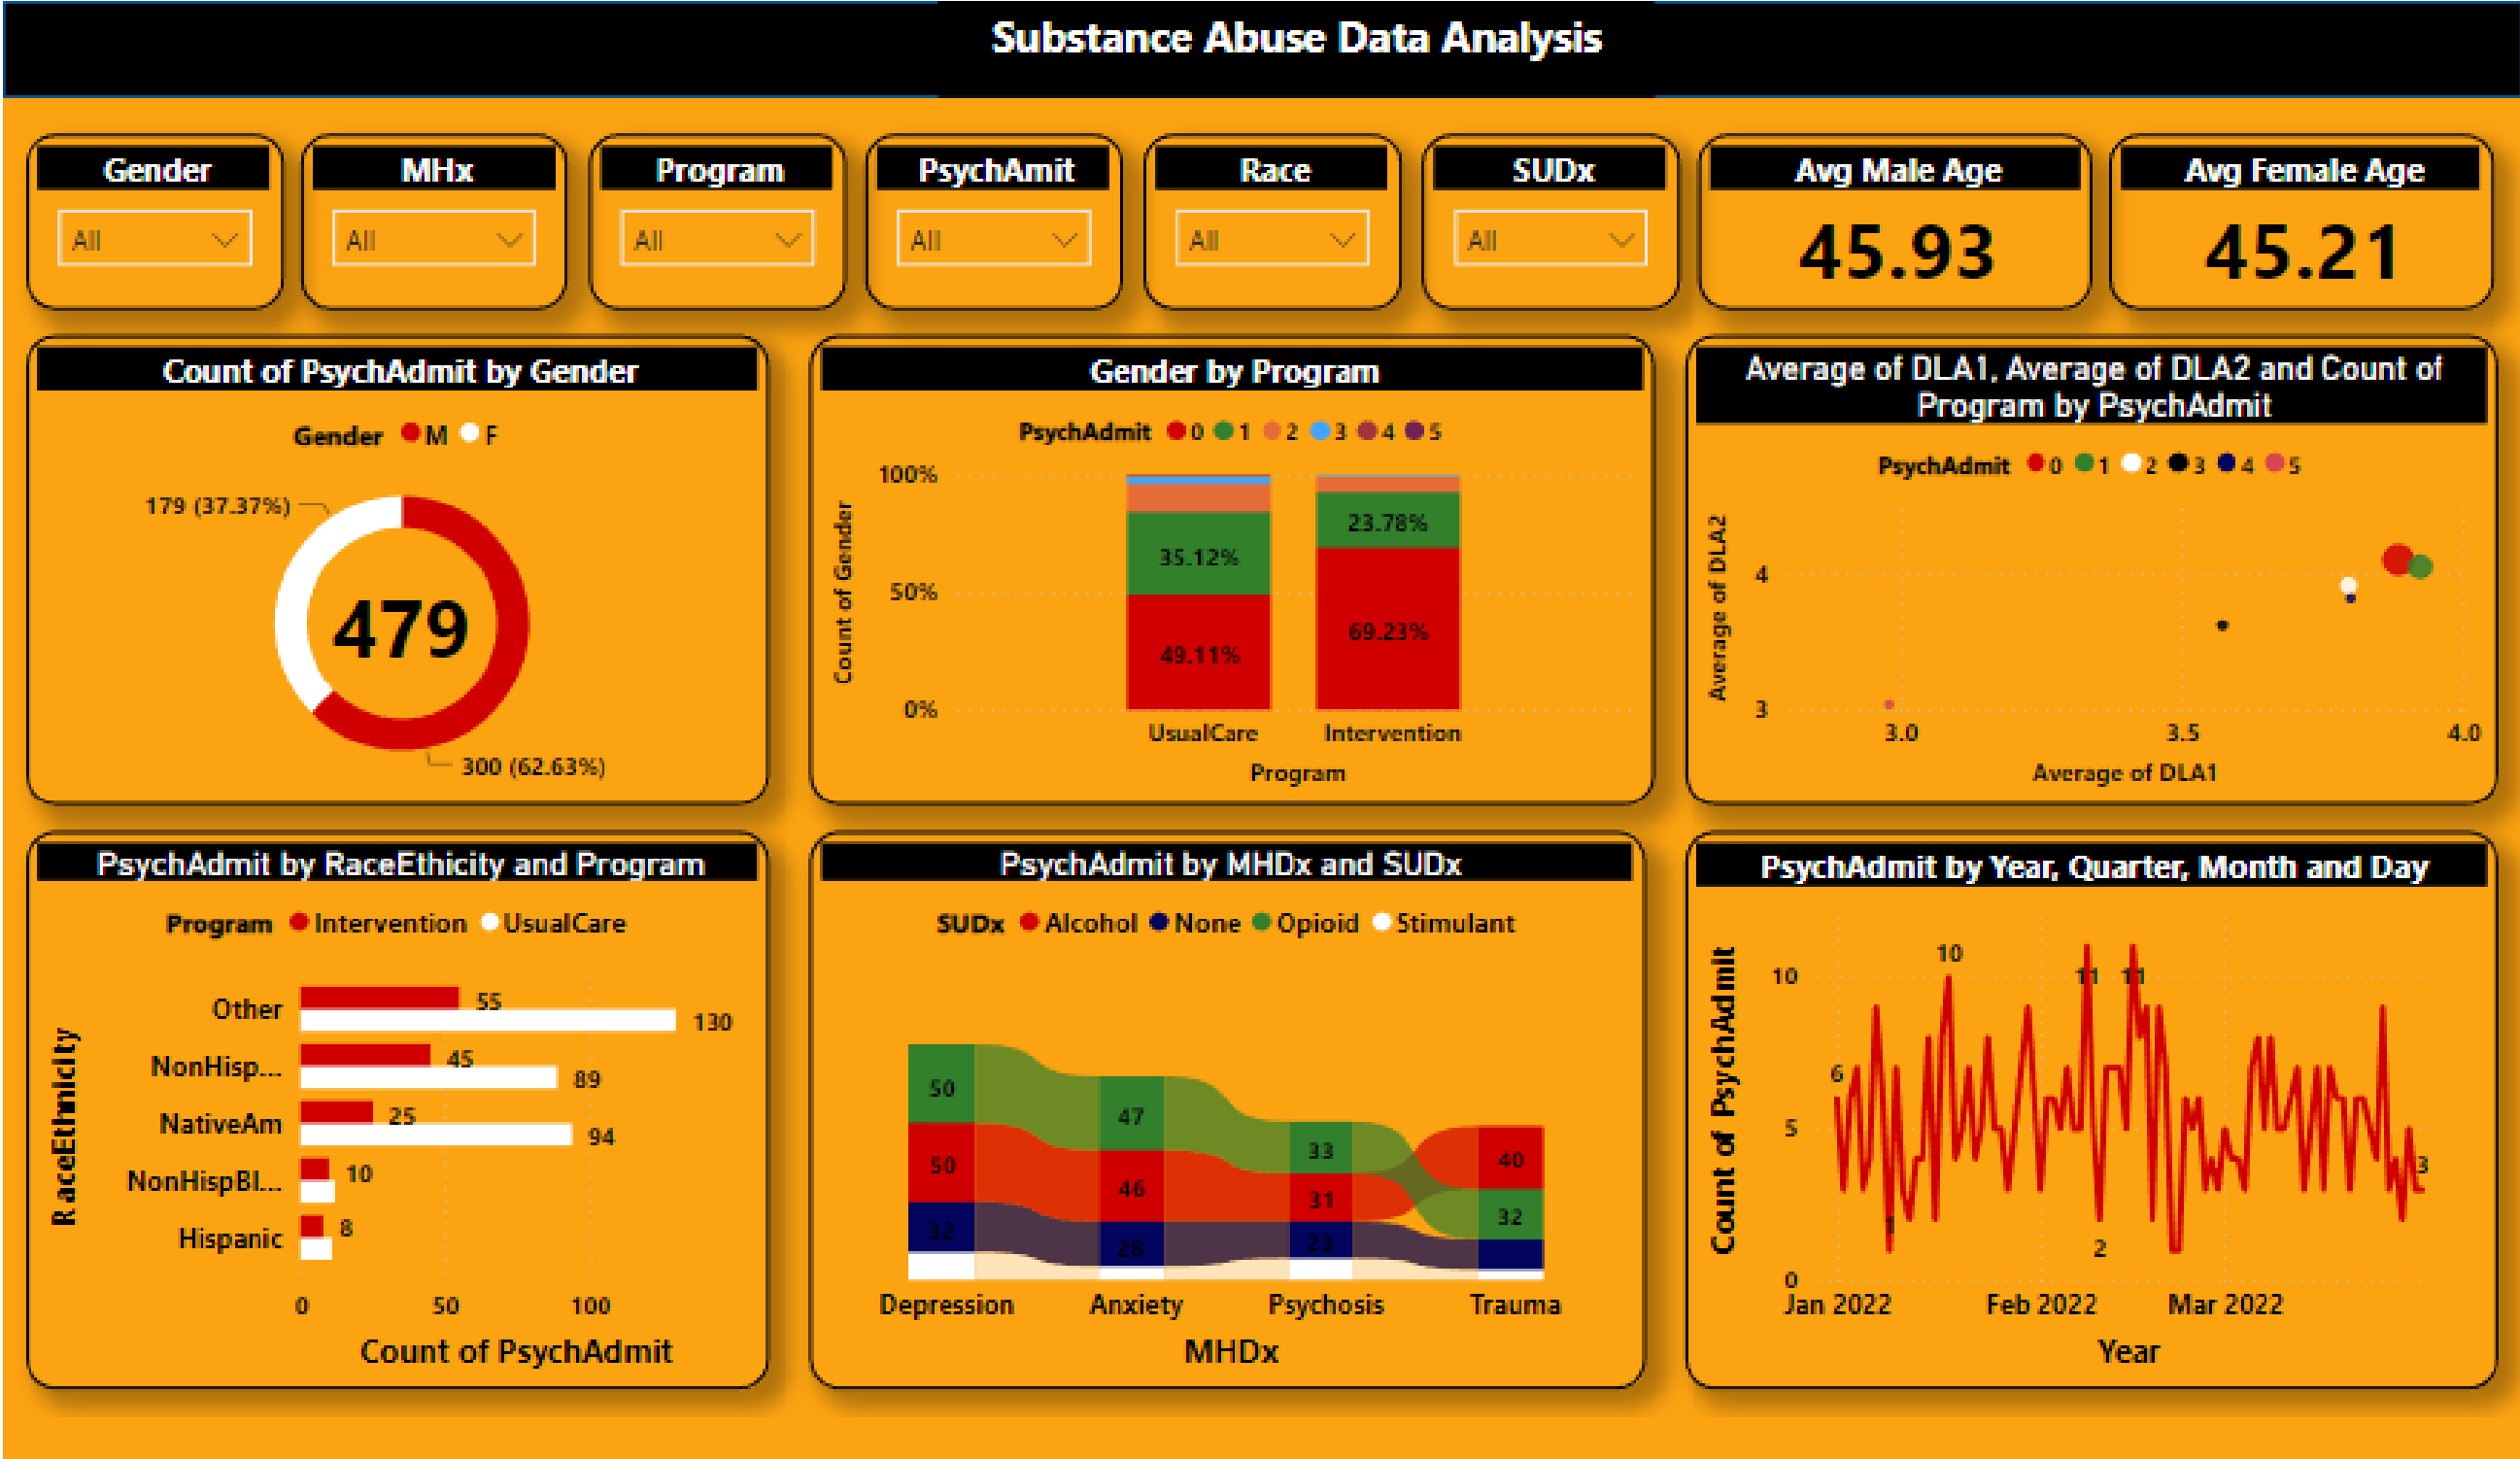 Substance Abuse Data Analysis
Gender
All
MHx
All
Program
All
PsychAmit
All
Race
All
SUDx
All
Avg Male Age
45.93
Avg Female Age
45.21
Count of PsychAdmit by Gender
Gender M F
179 (37.37%)
479
300 (62.63%)
Gender by Program
PsychAdmit 0 1 2 3 4 5
Count of Gender
100%
50%
0%
35.12%
49.11%
23.78%
69.23%
UsualCare Intervention
Program
Average of DLA1, Average of DLA2 and Count of
Program by PsychAdmit
PsychAdmit 0 1 2 3 4 5
Average of DLA2
4
3
3.0 3.5 4.0
Average of DLA1
PsychAdmit by RaceEthicity and Program
Program Intervention UsualCare
RaceEthnicity
Other 55
130
NonHisp... 45
89
NativeAm 25
94
NonHispBl... 10
Hispanic 8
0 50 100
Count of PsychAdmit
PsychAdmit by MHDx and SUDx
SUDx Alcohol None Opioid Stimulant
50 47 33 40
50 46 31 32
32 28 23
Depression Anxiety Psychosis Trauma
MHDx
PsychAdmit by Year, Quarter, Month and Day
Count of PsychAdmit
10
5
0
6
1
10
11
11
2
3
Jan 2022 Feb 2022 Mar 2022
Year